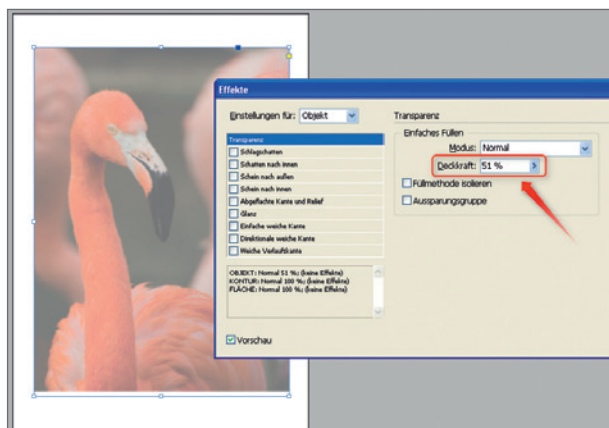 Effekte
Einstellungen für: Objekt
Transparenz
Schlagschatten
Schatten nach innen
Schein nach außen
Schein nach innen
Abgeflachte Kante und Relief
Glanz
Einfache weiche Kante
Direktionale weiche Kante
Weiche Verlaufskante
OBJEKT: Normal 51 %; (keine Effekte)
KONTUR: Normal 100 %; (keine Effekte)
FLÄCHE: Normal 100 %; (keine Effekte)
Vorschau
Transparenz
Einfaches Füllen
Modus: Normal
Deckkraft: 51 %
Füllmethode isolieren
Aussparungsgruppe